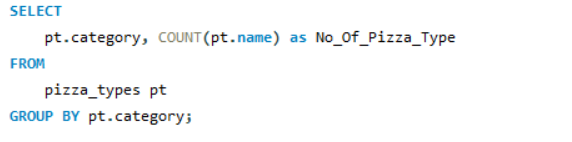 SELECT
pt.category, COUNT(pt.name) as No_Of_Pizza_Type
FROM
pizza_types pt
GROUP BY pt.category;